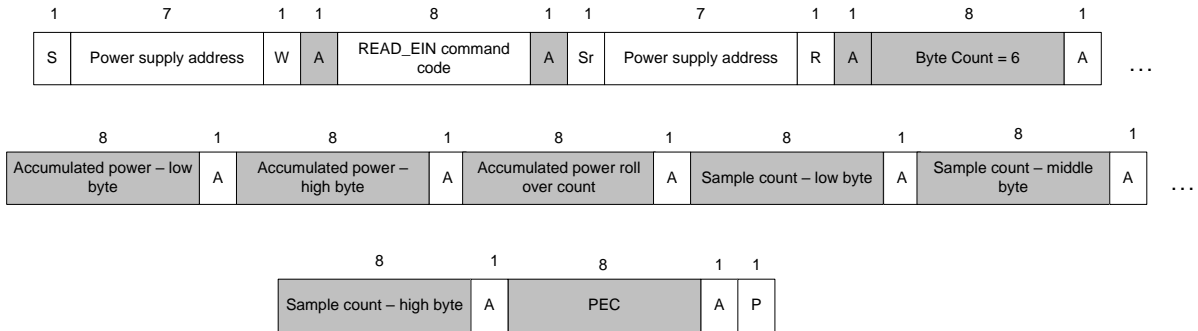 1 7 1 1 8 1 1 7 1 1 8 1
S Power supply address W A READ_EIN command code A Sr Power supply address R A Byte Count = 6 A ...
8 1 8 1 8 1 8 1 8 1
Accumulated power – low byte A Accumulated power – high byte A Accumulated power roll over count A Sample count – low byte A Sample count – middle byte A ...
8 1 8 1 1
Sample count – high byte A PEC A P